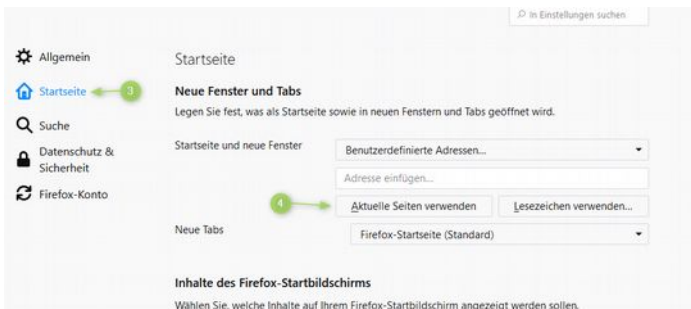 In Einstellungen suchen
Allgemein
Startseite
Suche
Datenschutz &
Sicherheit
Firefox-Konto
3
Startseite
Neue Fenster und Tabs
Legen Sie fest, was als Startseite sowie in neuen Fenstern und Tabs geöffnet wird.
Startseite und neue Fenster
Benutzerdefinierte Adressen...
Adresse einfügen...
4
Aktuelle Seiten verwenden
Lesezeichen verwenden...
Neue Tabs
Firefox-Startseite (Standard)
Inhalte des Firefox-Startbildschirms
Wählen Sie, welche Inhalte auf Ihrem Firefox-Startbildschirm angezeigt werden sollen.